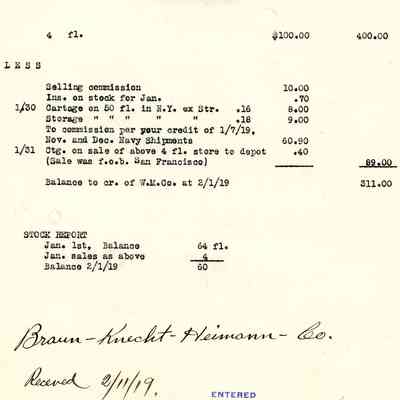 4 fl. $100.00 400.00
L E S S
Selling commission 10.00
Ins. on stock for Jan. .70
1/30 Cartage on 50 fl. in N.Y. ex Str. .16 8.00
Storage " " " " " .18 9.00
To commission per your credit of 1/7/19,
Nov. and Dec. Navy Shipments 60.90
1/31 Ctg. on sale of above 4 fl. store to depot .40
(Sale was f.o.b. San Francisco) 89.00
Balance to cr. of W.M.Co. at 2/1/19 311.00
STOCK REPORT
Jan. 1st, Balance 64 fl.
Jan. sales as above 4
Balance 2/1/19 60
Braun-Knecht-Heimann-Co.
Received 2/11/19.
ENTERED